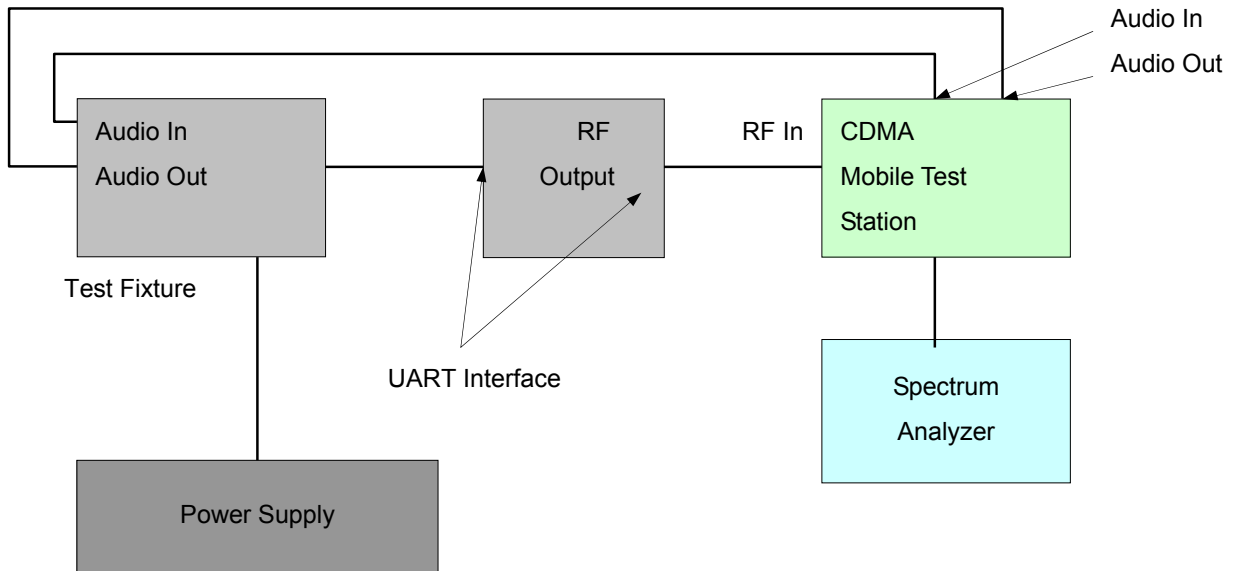 Audio In
Audio Out
Audio In
Audio Out
RF
Output
RF In
CDMA
Mobile Test
Station
Test Fixture
UART Interface
Spectrum
Analyzer
Power Supply